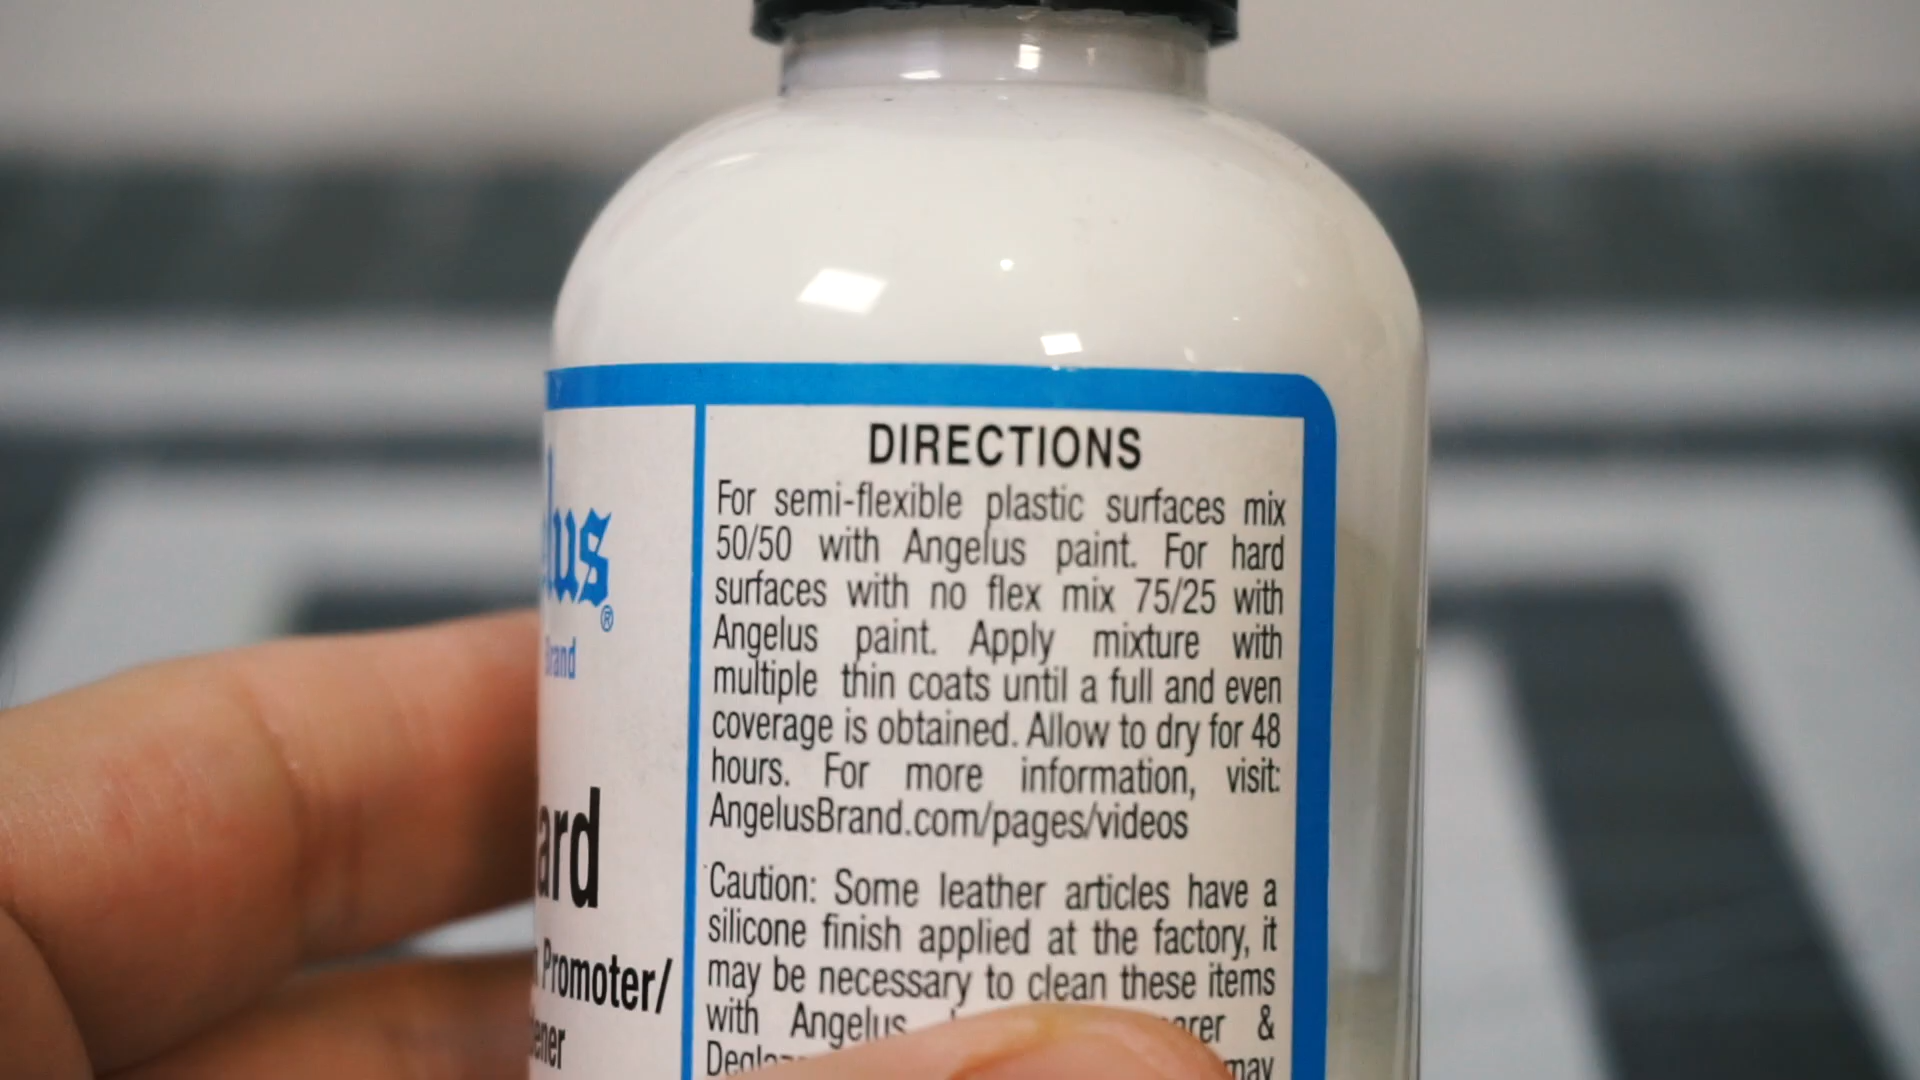 DIRECTIONS
For semi-flexible plastic surfaces mix
50/50 with Angelus paint. For hard
surfaces with no flex mix 75/25 with
Angelus paint. Apply mixture with
multiple thin coats until a full and even
coverage is obtained. Allow to dry for 48
hours. For more information, visit:
AngelusBrand.com/pages/videos
Caution: Some leather articles have a
silicone finish applied at the factory, it
may be necessary to clean these items
with Angelus &
may
Brand
Promoter/